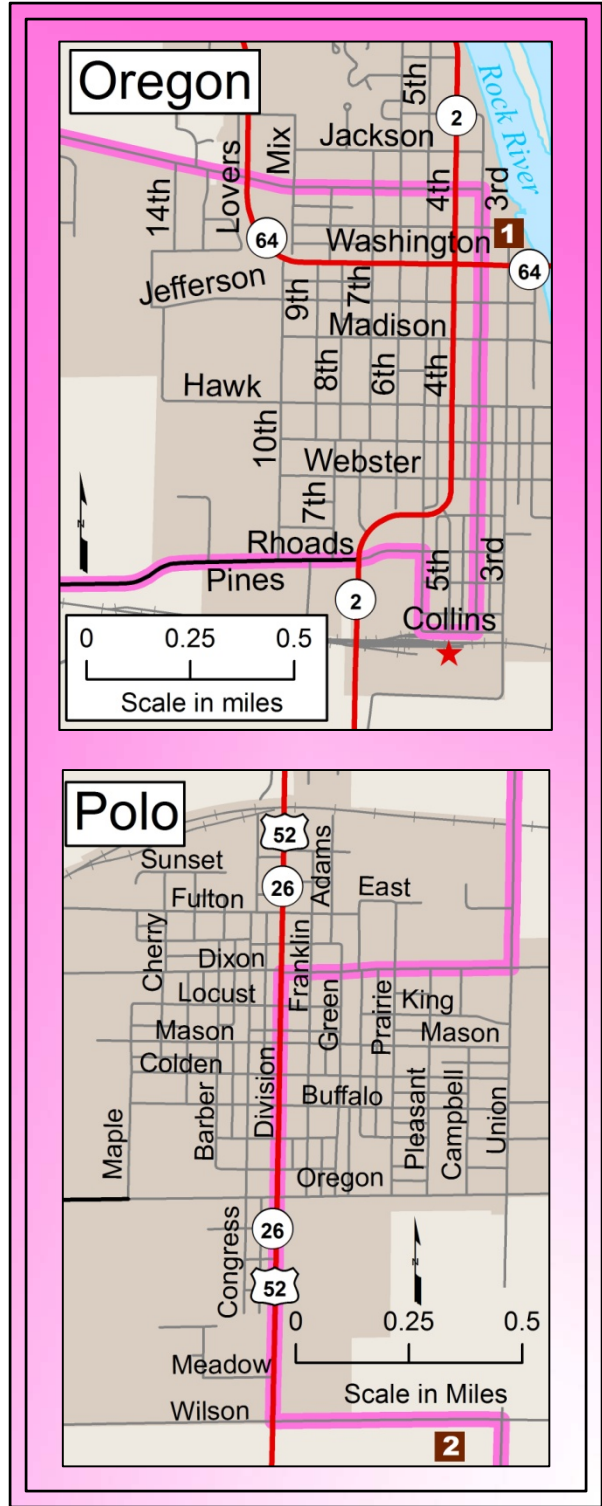 Oregon
5th
2
Rock River
Jackson
Mix
Lovers
14th
4th
3rd
1
64
Washington
64
Jefferson
9th
7th
Madison
8th
6th
4th
Hawk
10th
Webster
7th
N
Rhoads
Pines
5th
3rd
2
Collins
0 0.25 0.5
Scale in miles
Polo
52
Sunset
Adams
26
East
Fulton
Cherry
Dixon
Franklin
Locust
Green
Prairie
King
Mason
Mason
Colden
Division
Buffalo
Barber
Maple
Pleasant
Campbell
Union
Oregon
26
Congress
N
52
0 0.25 0.5
Meadow
Scale in Miles
Wilson
2